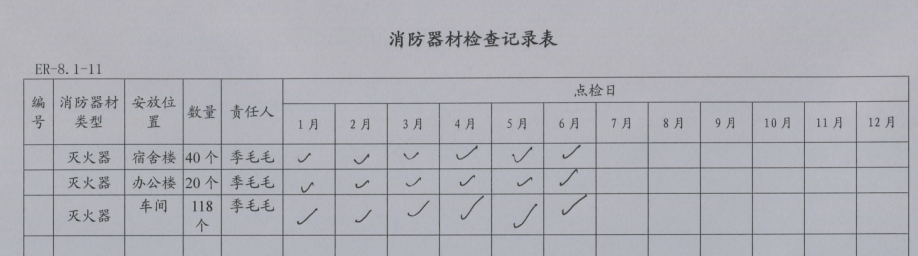 消防器材检查记录表
ER-8.1-11
编号 消防器材类型 安放位置 数量 责任人 点检日
1月 2月 3月 4月 5月 6月 7月 8月 9月 10月 11月 12月
灭火器 宿舍楼 40个 季毛毛 ✓ ✓ ✓ ✓ ✓ ✓
灭火器 办公楼 20个 季毛毛 ✓ ✓ ✓ ✓ ✓ ✓
灭火器 车间 118个 季毛毛 ✓ ✓ ✓ ✓ ✓ ✓